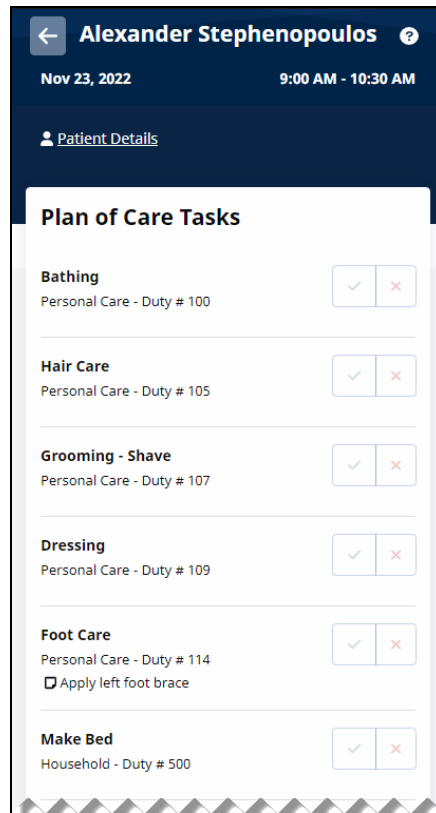 Alexander Stephenopoulos ?
Nov 23, 2022 9:00 AM - 10:30 AM
Patient Details
Plan of Care Tasks
Bathing
Personal Care - Duty # 100
Hair Care
Personal Care - Duty # 105
Grooming - Shave
Personal Care - Duty # 107
Dressing
Personal Care - Duty # 109
Foot Care
Personal Care - Duty # 114
Apply left foot brace
Make Bed
Household - Duty # 500